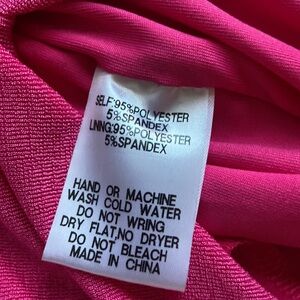 SELF:95%POLYESTER
5%SPANDEX
LNING:95%POLYESTER
5%SPANDEX
HAND OR MACHINE
WASH COLD WATER
DO NOT WRING
DRY FLAT,NO DRYER
DO NOT BLEACH
MADE IN CHINA